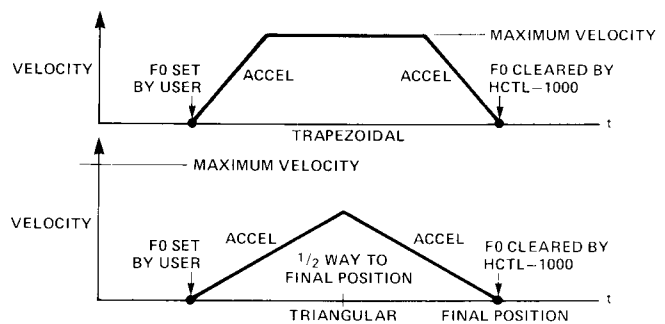 MAXIMUM VELOCITY
VELOCITY
F0 SET
BY USER
ACCEL
ACCEL
F0 CLEARED BY
HCTL–1000
t
TRAPEZOIDAL
MAXIMUM VELOCITY
VELOCITY
F0 SET
BY USER
ACCEL
ACCEL
1/2 WAY TO
FINAL POSITION
F0 CLEARED BY
HCTL–1000
t
TRIANGULAR
FINAL POSITION